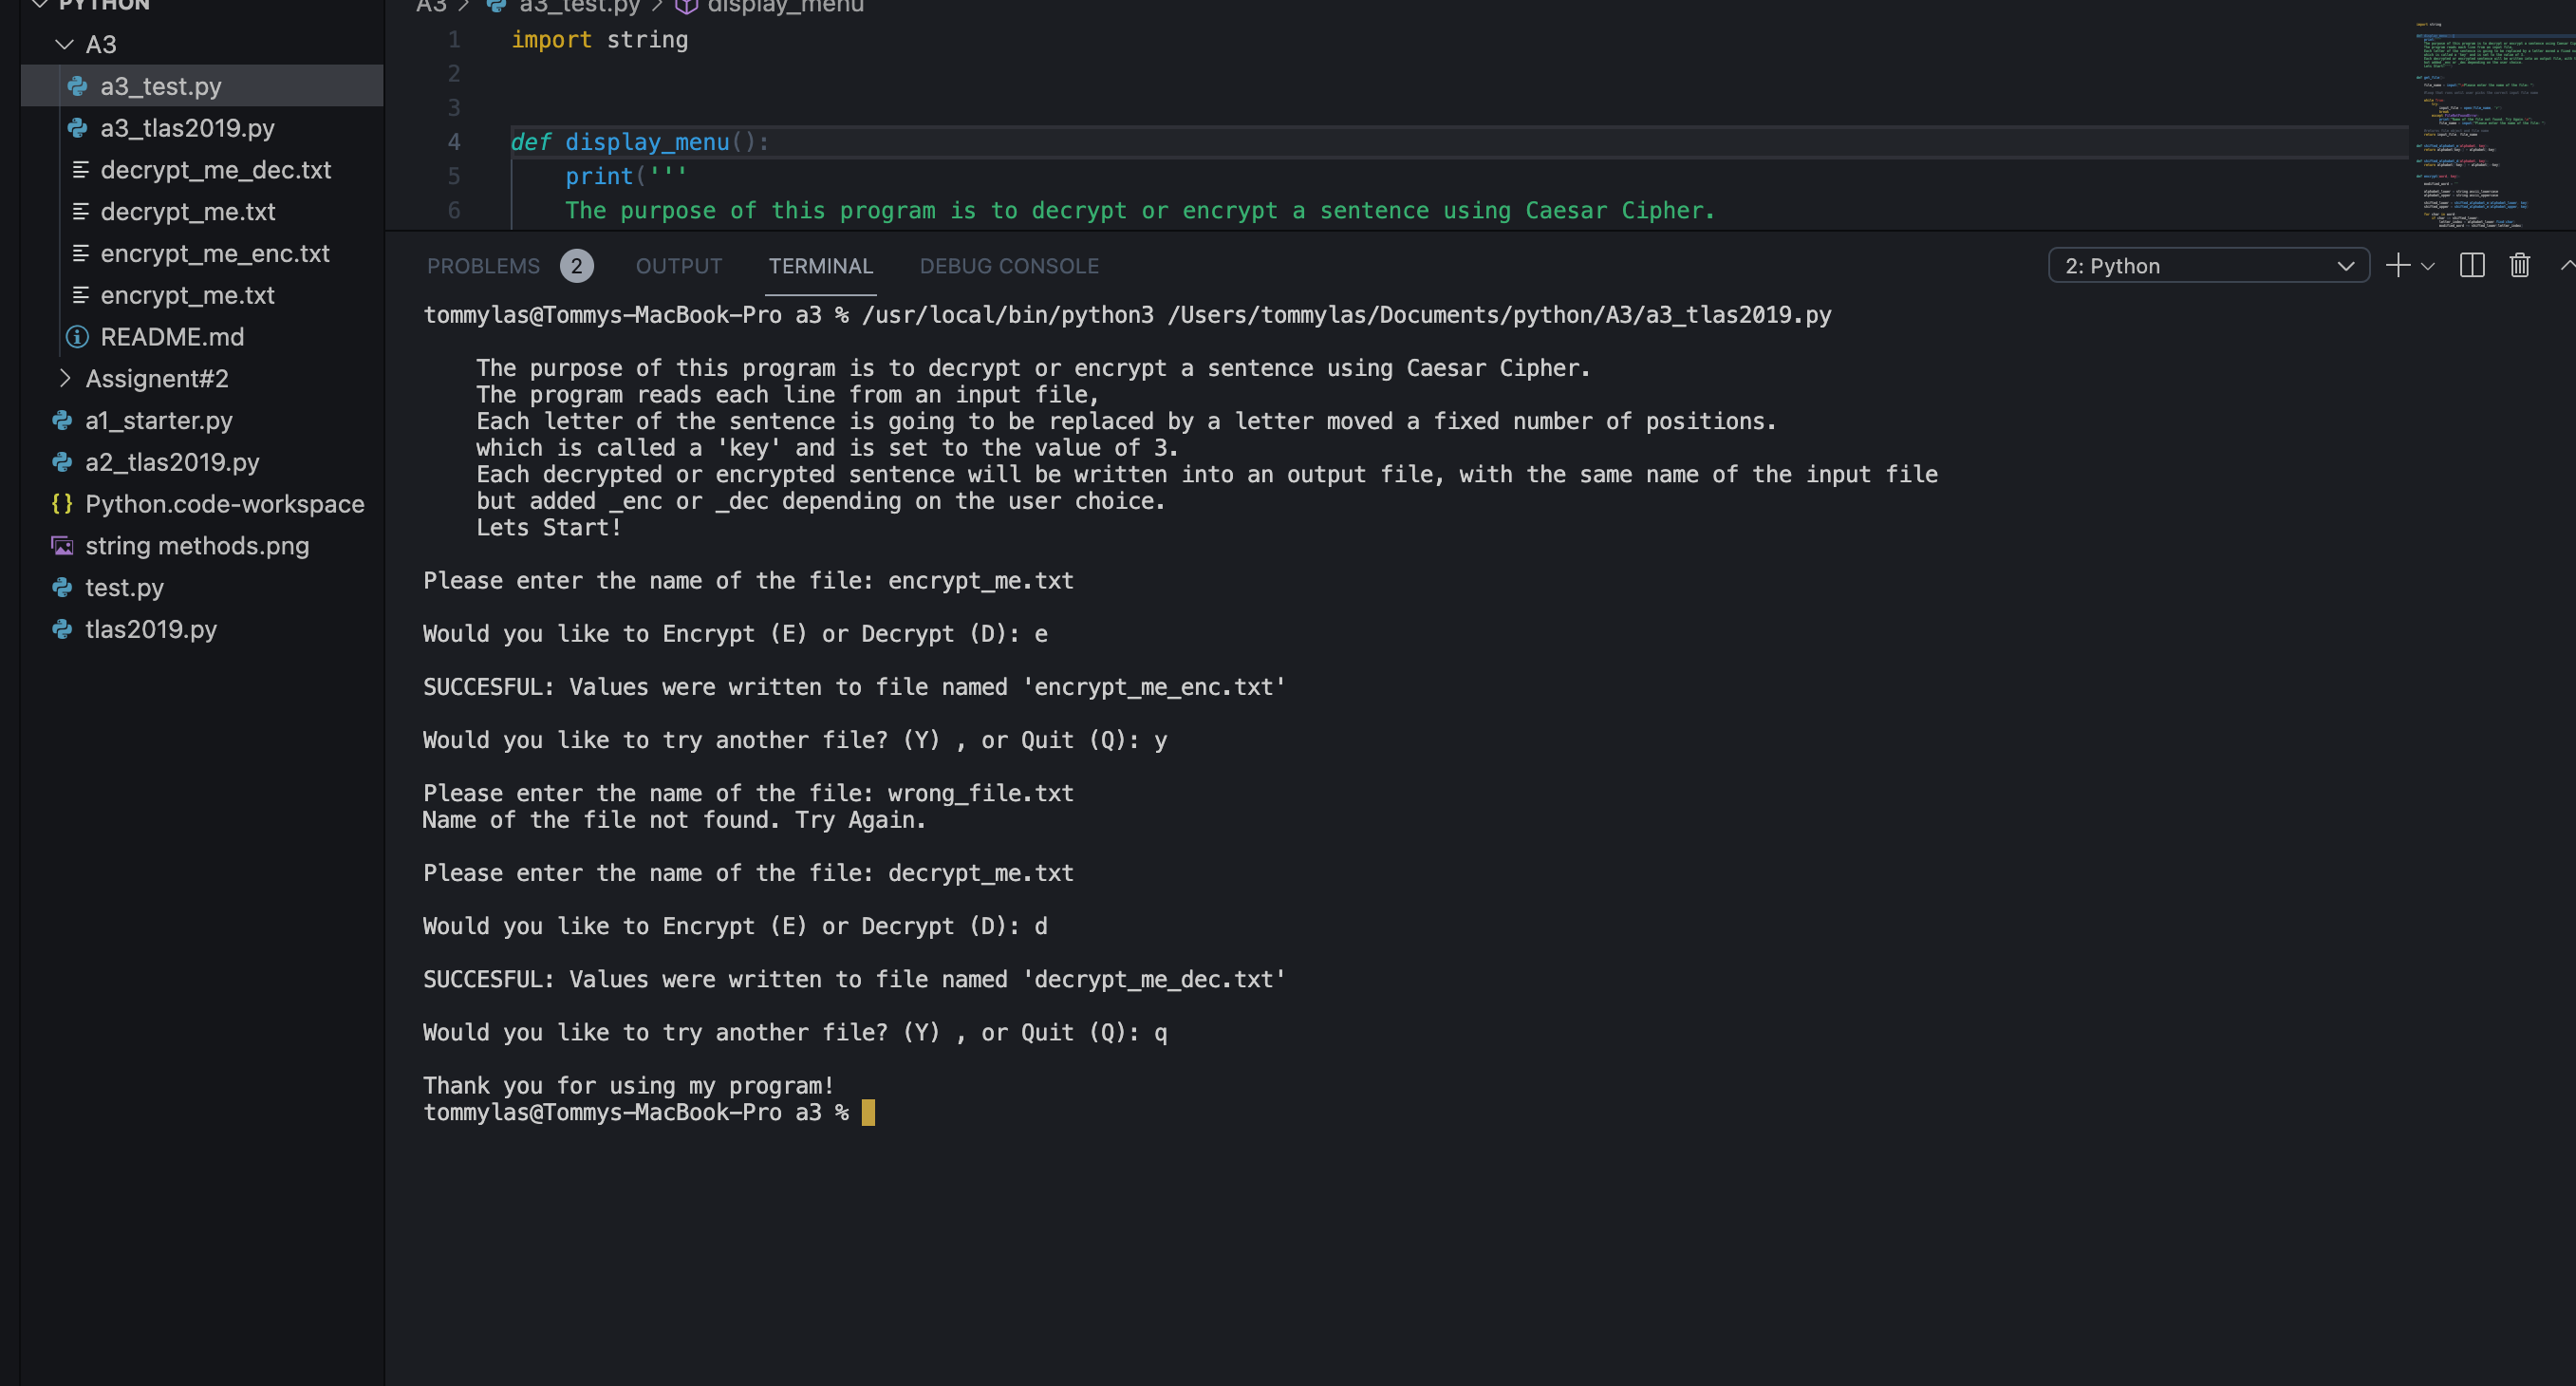 PYTHON
A3
a3_test.py
a3_tlas2019.py
decrypt_me_dec.txt
decrypt_me.txt
encrypt_me_enc.txt
encrypt_me.txt
README.md
Assignent#2
a1_starter.py
a2_tlas2019.py
Python.code-workspace
string methods.png
test.py
tlas2019.py
A3 > a3_test.py > display_menu
1 import string
2
3
4 def display_menu():
5 print('''
6 The purpose of this program is to decrypt or encrypt a sentence using Caesar Cipher.
PROBLEMS 2 OUTPUT TERMINAL DEBUG CONSOLE 2: Python
tommylas@Tommys-MacBook-Pro a3 % /usr/local/bin/python3 /Users/tommylas/Documents/python/A3/a3_tlas2019.py
The purpose of this program is to decrypt or encrypt a sentence using Caesar Cipher.
The program reads each line from an input file,
Each letter of the sentence is going to be replaced by a letter moved a fixed number of positions.
which is called a 'key' and is set to the value of 3.
Each decrypted or encrypted sentence will be written into an output file, with the same name of the input file
but added _enc or _dec depending on the user choice.
Lets Start!
Please enter the name of the file: encrypt_me.txt
Would you like to Encrypt (E) or Decrypt (D): e
SUCCESFUL: Values were written to file named 'encrypt_me_enc.txt'
Would you like to try another file? (Y) , or Quit (Q): y
Please enter the name of the file: wrong_file.txt
Name of the file not found. Try Again.
Please enter the name of the file: decrypt_me.txt
Would you like to Encrypt (E) or Decrypt (D): d
SUCCESFUL: Values were written to file named 'decrypt_me_dec.txt'
Would you like to try another file? (Y) , or Quit (Q): q
Thank you for using my program!
tommylas@Tommys-MacBook-Pro a3 %